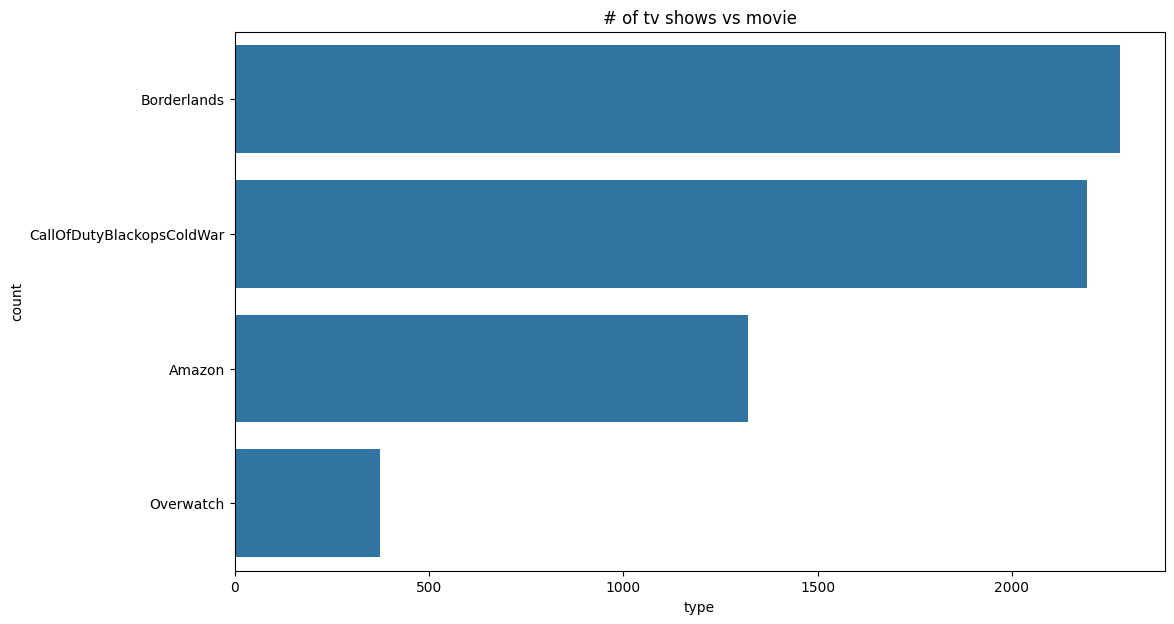 # of tv shows vs movie
Borderlands
CallOfDutyBlackopsColdWar
Amazon
Overwatch
count
0 500 1000 1500 2000
type